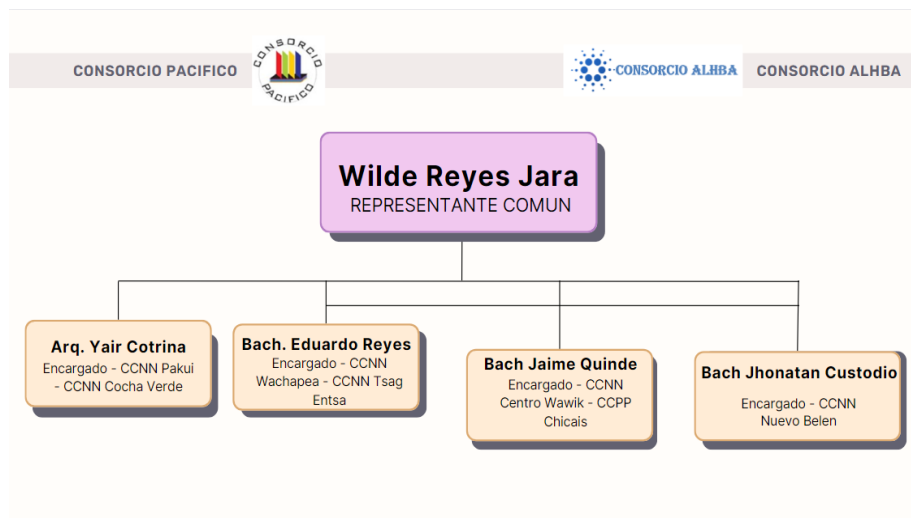 CONSORCIO PACIFICO
CONSORCIO
PACIFICO
CONSORCIO ALHBA
CONSORCIO ALHBA
Wilde Reyes Jara
REPRESENTANTE COMUN
Arq. Yair Cotrina
Encargado - CCNN Pakui
- CCNN Cocha Verde
Bach. Eduardo Reyes
Encargado - CCNN
Wachapea - CCNN Tsag
Entsa
Bach Jaime Quinde
Encargado - CCNN
Centro Wawik - CCPP
Chicais
Bach Jhonatan Custodio
Encargado - CCNN
Nuevo Belen